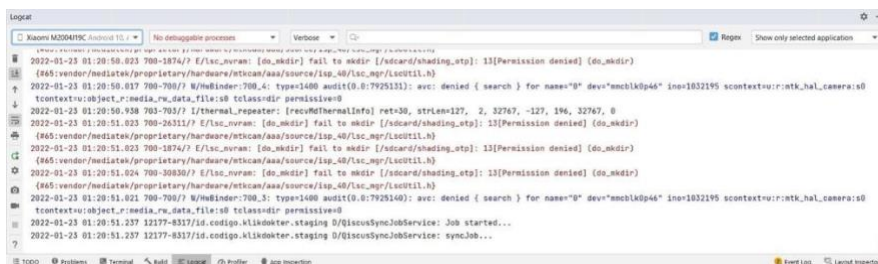 Logcat
Xiaomi M2004J19C Android 10, No debuggable processes Verbose Regex Show only selected application
{#65:vendor/mediatek/proprietary/hardware/mtkcam/aaa/source/isp_40/lsc_mgr/LscUtil.h}
2022-01-23 01:20:50.023 700-1874/? E/lsc_nvram: [do_mkdir] fail to mkdir [/sdcard/shading_otp]: 13[Permission denied] (do_mkdir)
{#65:vendor/mediatek/proprietary/hardware/mtkcam/aaa/source/isp_40/lsc_mgr/LscUtil.h}
2022-01-23 01:20:50.017 700-700/? W/HwBinder:700_4: type=1400 audit(0.0:7925131): avc: denied { search } for name="0" dev="mmcblk0p46" ino=1032195 scontext=u:r:mtk_hal_camera:s0
tcontext=u:object_r:media_rw_data_file:s0 tclass=dir permissive=0
2022-01-23 01:20:50.938 703-703/? I/thermal_repeater: [recvMdThermalInfo] ret=30, strLen=127, 2, 32767, -127, 196, 32767, 0
2022-01-23 01:20:51.023 700-26311/? E/lsc_nvram: [do_mkdir] fail to mkdir [/sdcard/shading_otp]: 13[Permission denied] (do_mkdir)
{#65:vendor/mediatek/proprietary/hardware/mtkcam/aaa/source/isp_40/lsc_mgr/LscUtil.h}
2022-01-23 01:20:51.023 700-1874/? E/lsc_nvram: [do_mkdir] fail to mkdir [/sdcard/shading_otp]: 13[Permission denied] (do_mkdir)
{#65:vendor/mediatek/proprietary/hardware/mtkcam/aaa/source/isp_40/lsc_mgr/LscUtil.h}
2022-01-23 01:20:51.024 700-30830/? E/lsc_nvram: [do_mkdir] fail to mkdir [/sdcard/shading_otp]: 13[Permission denied] (do_mkdir)
{#65:vendor/mediatek/proprietary/hardware/mtkcam/aaa/source/isp_40/lsc_mgr/LscUtil.h}
2022-01-23 01:20:51.021 700-700/? W/HwBinder:700_3: type=1400 audit(0.0:7925140): avc: denied { search } for name="0" dev="mmcblk0p46" ino=1032195 scontext=u:r:mtk_hal_camera:s0
tcontext=u:object_r:media_rw_data_file:s0 tclass=dir permissive=0
2022-01-23 01:20:51.237 12177-8317/id.codigo.klikdokter.staging D/QiscusSyncJobService: Job started...
2022-01-23 01:20:51.237 12177-8317/id.codigo.klikdokter.staging D/QiscusSyncJobService: syncJob...
TODO Problems Terminal Build Logcat Profiler App Inspection Event Log Layout Inspector